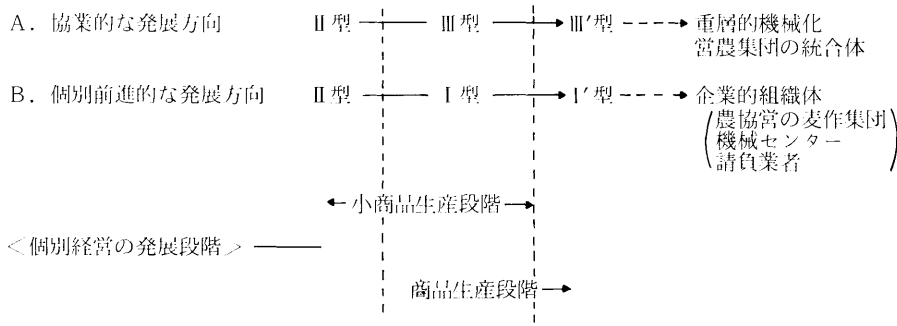 A．協業的な発展方向 Ⅱ型 Ⅲ型 Ⅲ′型 重層的機械化
営農集団の統合体
B．個別前進的な発展方向 Ⅱ型 Ⅰ型 Ⅰ′型 企業的組織体
農協営の麦作集団
機械センター
請負業者
小商品生産段階
＜個別経営の発展段階＞
商品生産段階